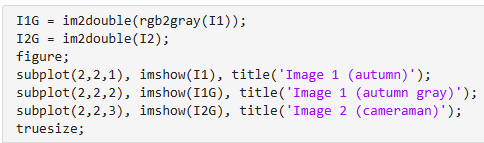 I1G = im2double(rgb2gray(I1));
I2G = im2double(I2);
figure;
subplot(2,2,1), imshow(I1), title('Image 1 (autumn)');
subplot(2,2,2), imshow(I1G), title('Image 1 (autumn gray)');
subplot(2,2,3), imshow(I2G), title('Image 2 (cameraman)');
truesize;